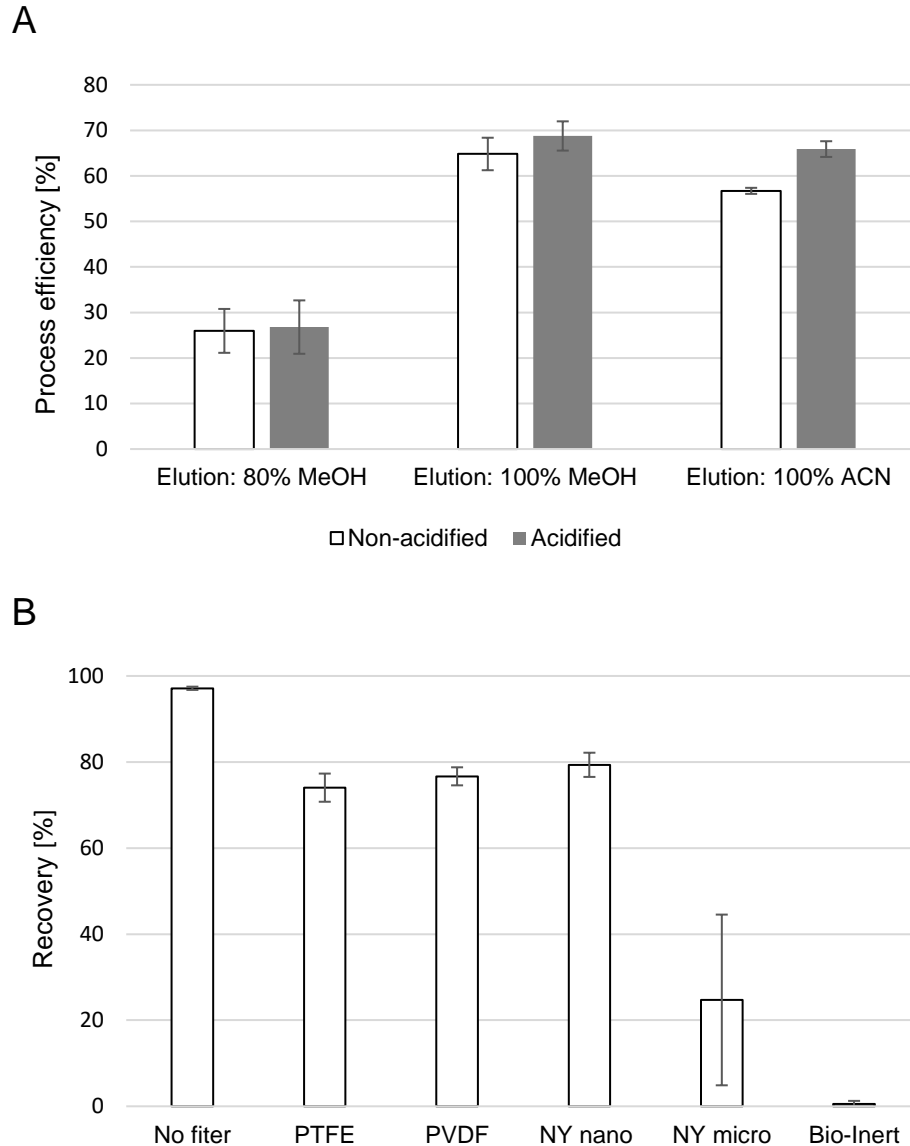 A
Process efficiency [%]
80
70
60
50
40
30
20
10
0
Elution: 80% MeOH Elution: 100% MeOH Elution: 100% ACN
Non-acidified Acidified
B
Recovery [%]
100
80
60
40
20
0
No fiter PTFE PVDF NY nano NY micro Bio-Inert